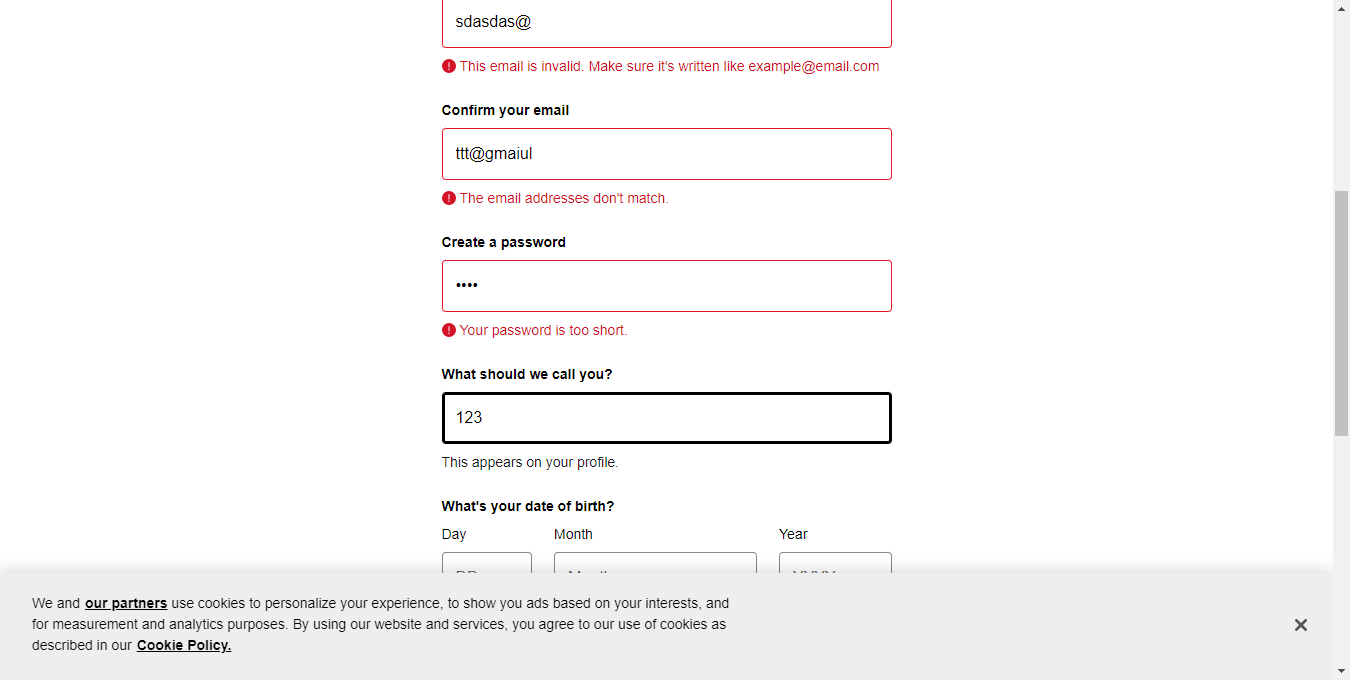 sdasdas@
This email is invalid. Make sure it's written like example@email.com
Confirm your email
ttt@gmaiul
The email addresses don't match.
Create a password
••••
Your password is too short.
What should we call you?
123
This appears on your profile.
What's your date of birth?
Day Month Year
We and our partners use cookies to personalize your experience, to show you ads based on your interests, and
for measurement and analytics purposes. By using our website and services, you agree to our use of cookies as
described in our Cookie Policy.